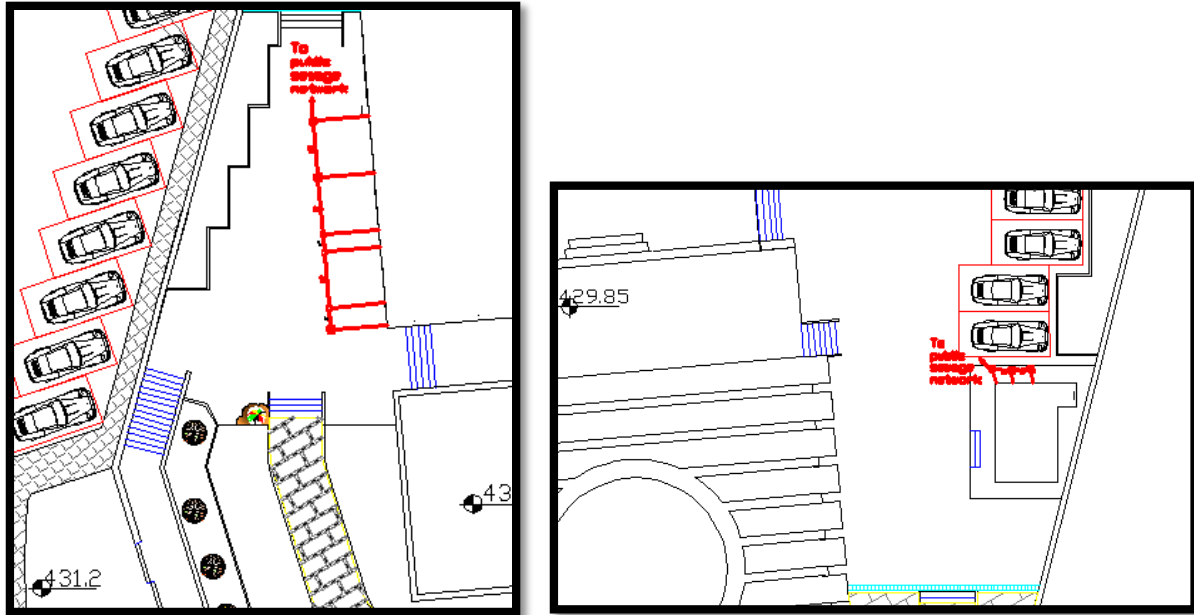 To
public
sewage
network
43
431.2
429.85
To
public
sewage
network